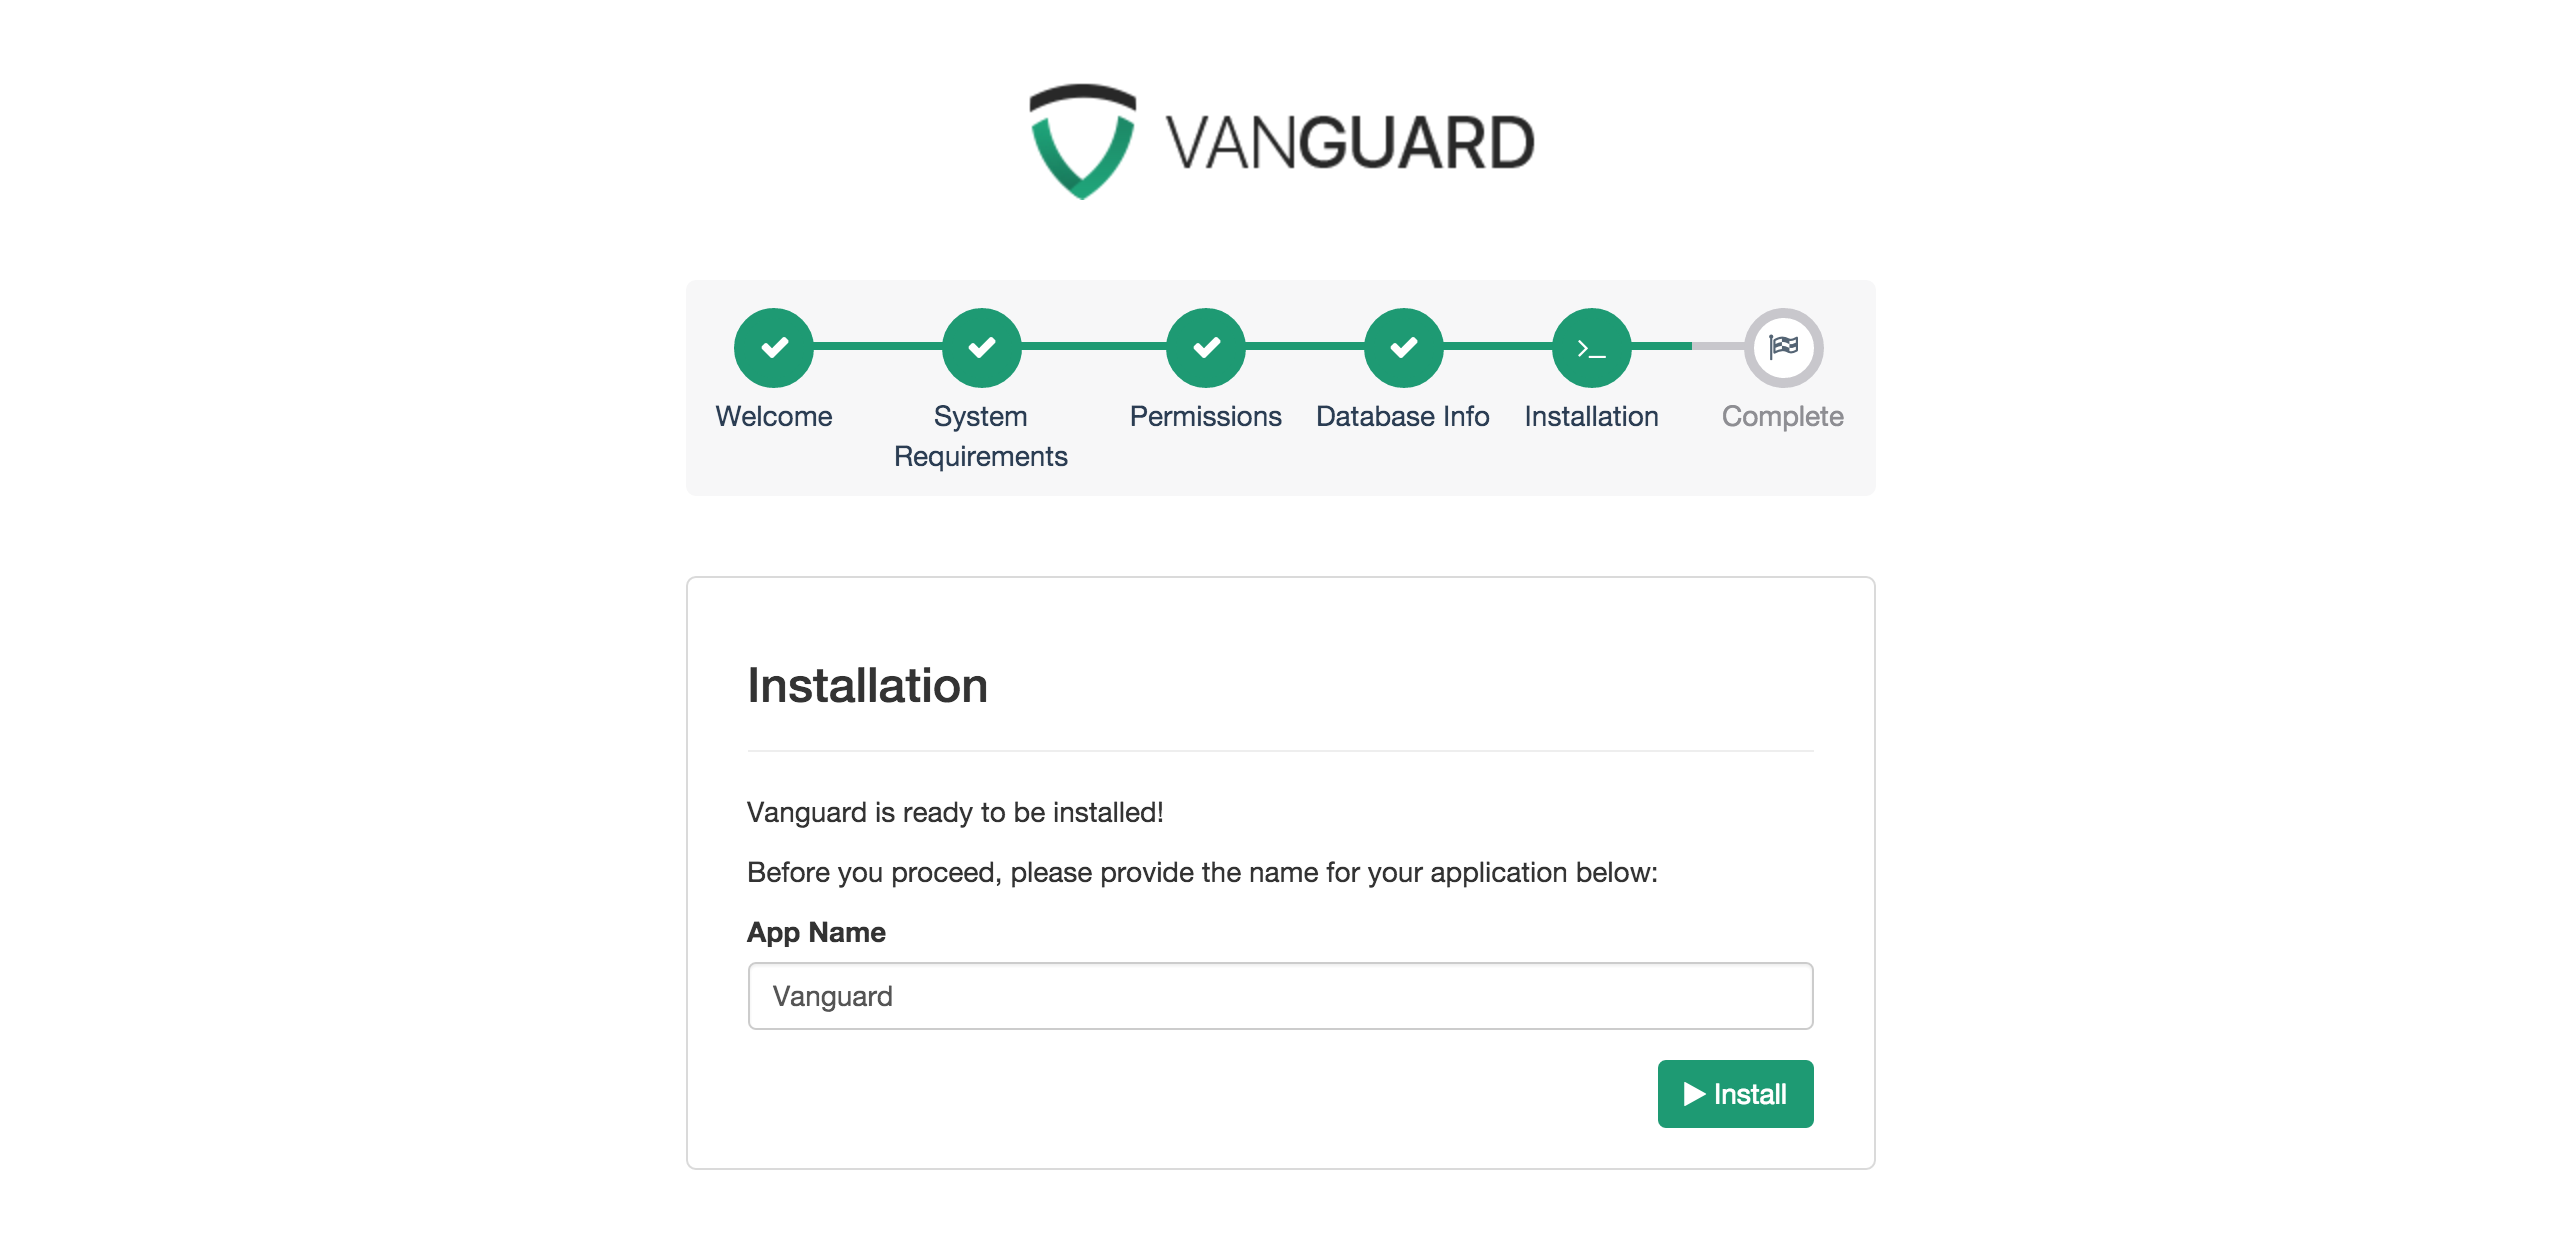 VANGUARD
Welcome
System
Requirements
Permissions
Database Info
Installation
Complete
Installation
Vanguard is ready to be installed!
Before you proceed, please provide the name for your application below:
App Name
Vanguard
Install